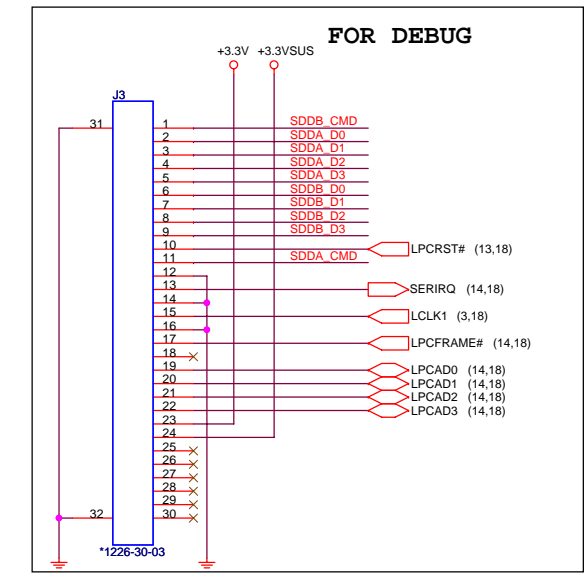 FOR DEBUG
+3.3V +3.3VSUS
J3
31 1 SDDB_CMD
2 SDDA_D0
3 SDDA_D1
4 SDDA_D2
5 SDDA_D3
6 SDDB_D0
7 SDDB_D1
8 SDDB_D2
9 SDDB_D3
10 LPCRST# (13,18)
11 SDDA_CMD
12
13 SERIRQ (14,18)
14
15 LCLK1 (3,18)
16
17 LPCFRAME# (14,18)
18
19 LPCAD0 (14,18)
20 LPCAD1 (14,18)
21 LPCAD2 (14,18)
22 LPCAD3 (14,18)
23
24
25
26
27
28
29
32 30
*1226-30-03